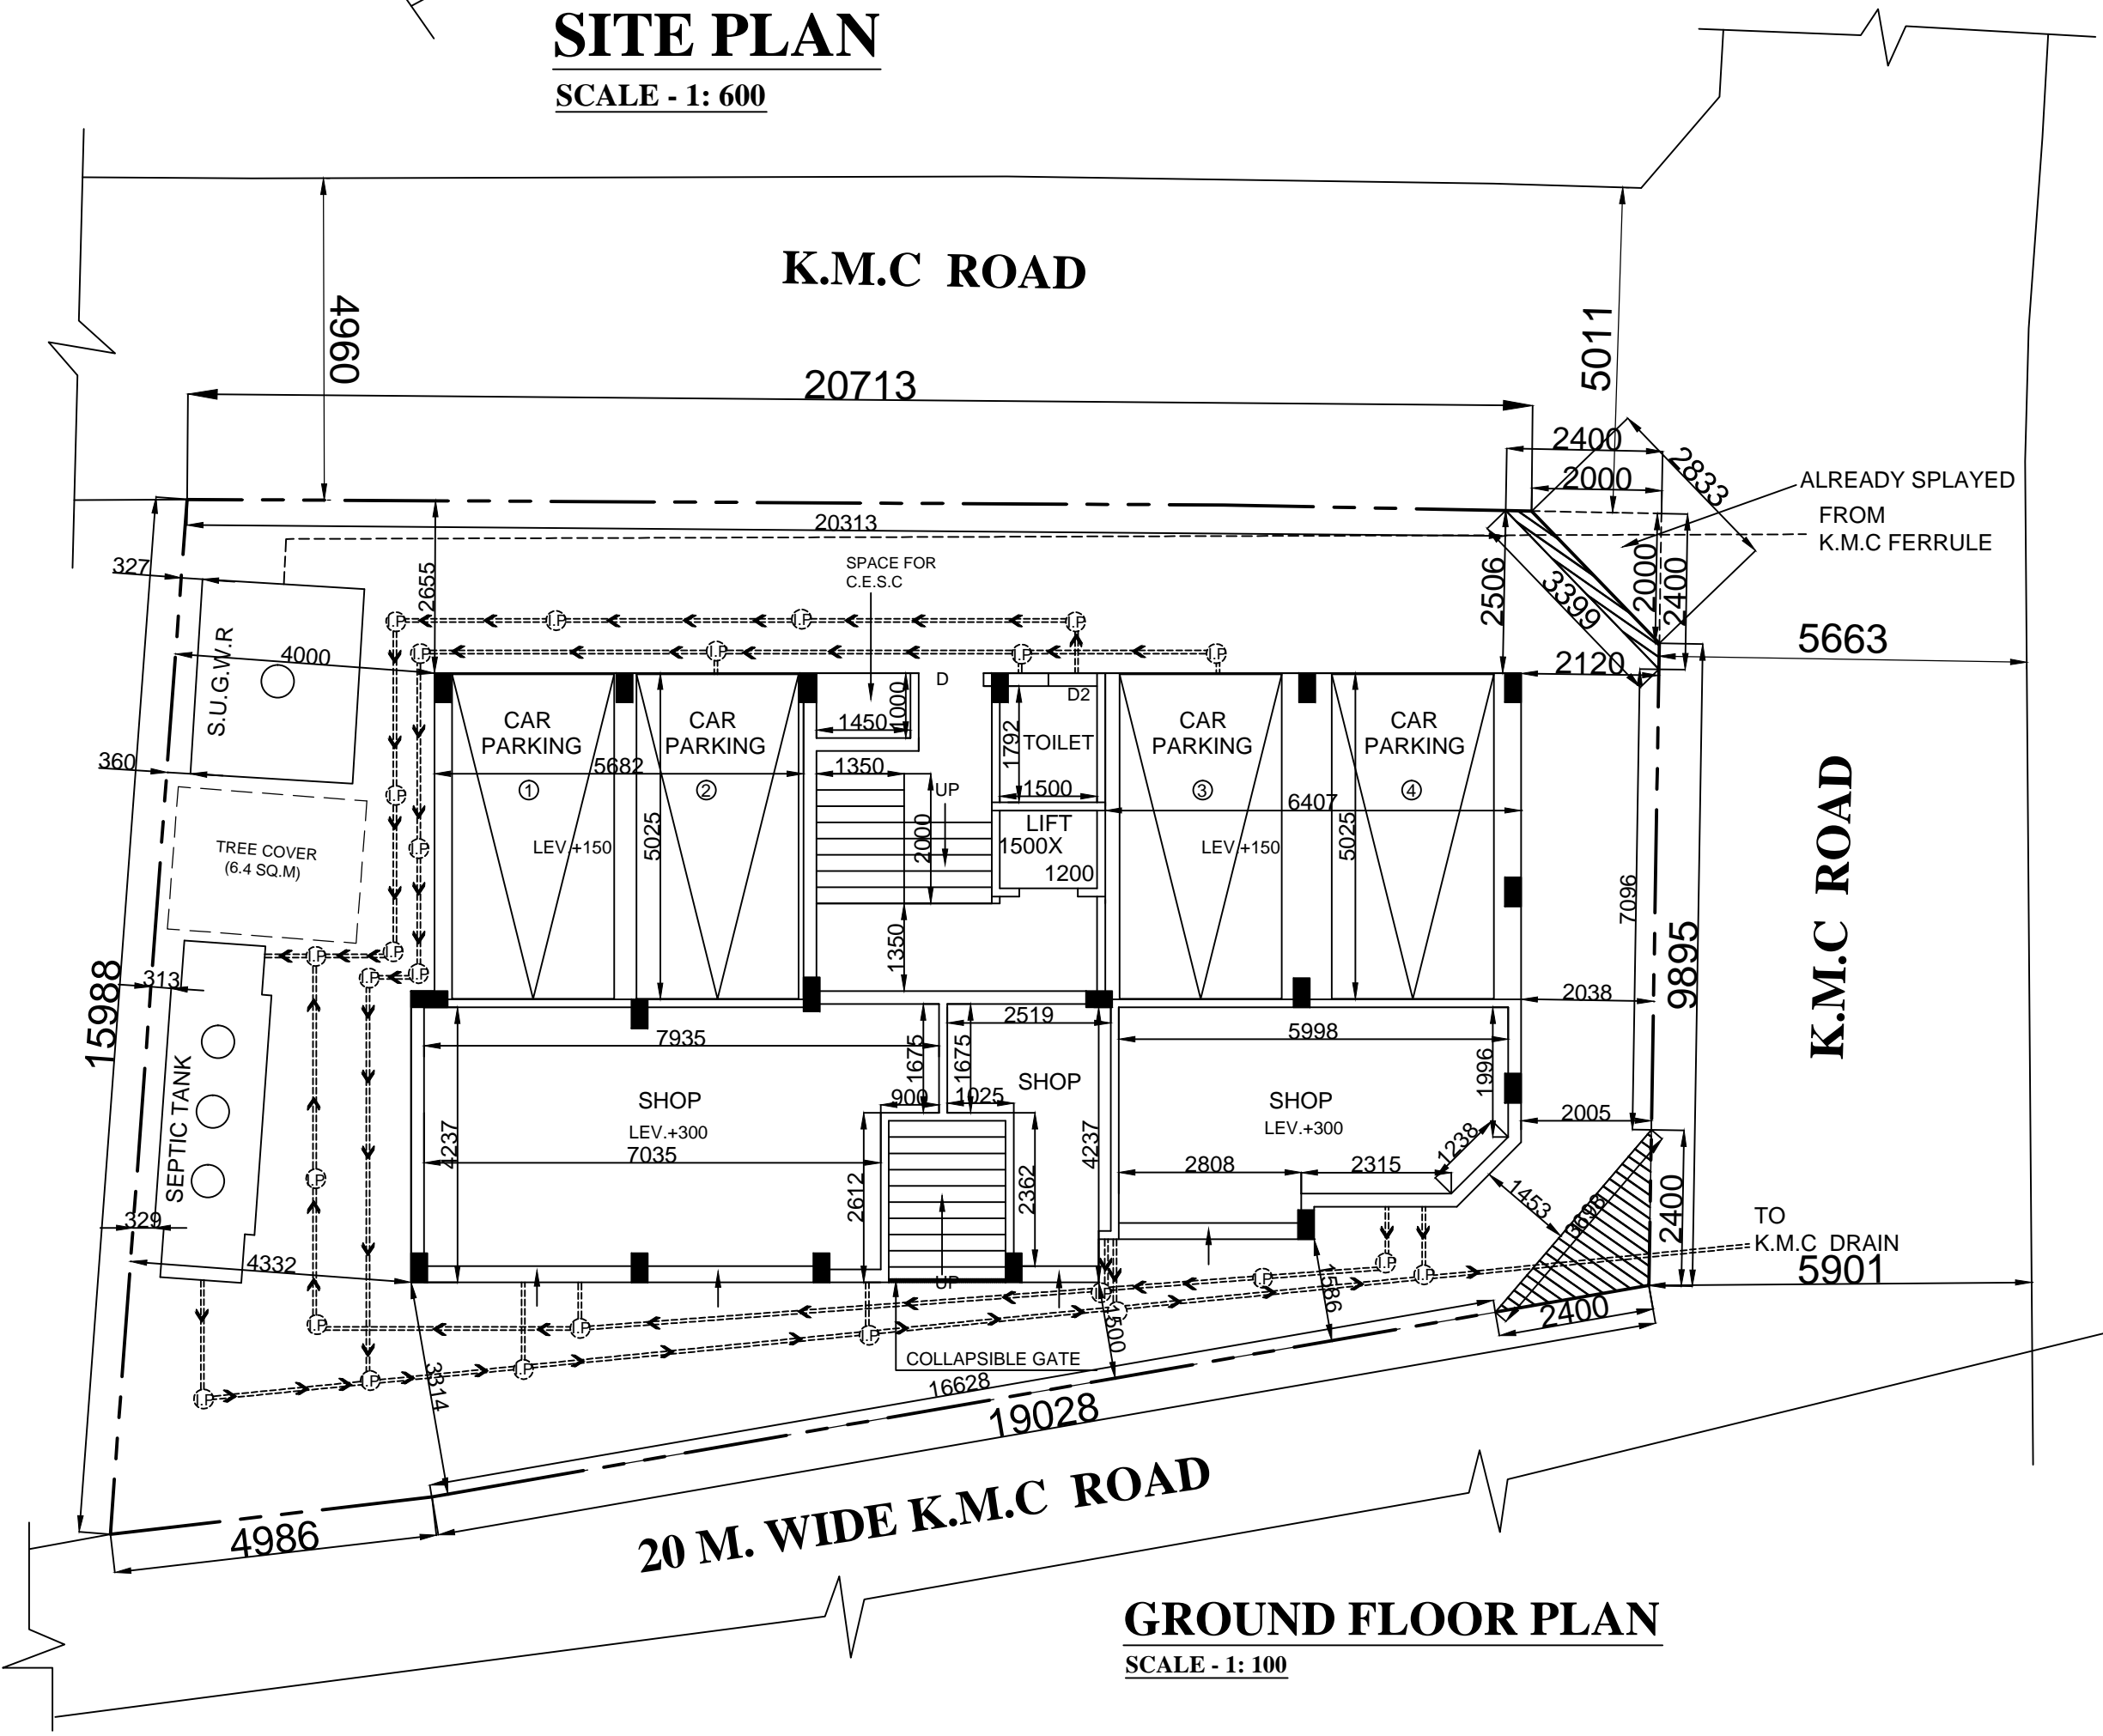 SITE PLAN
SCALE - 1: 600
K.M.C ROAD
4960
5011
20713
2400
2000
2833
ALREADY SPLAYED
FROM
K.M.C FERRULE
20313
327
2655
SPACE FOR
C.E.S.C
2506
3399
2000
2400
5663
S.U.G.W.R
4000
2120
I.P
I.P
I.P
I.P
I.P
I.P
I.P
I.P
D
D2
CAR
PARKING
1
CAR
PARKING
2
1450
1000
1792
TOILET
CAR
PARKING
3
CAR
PARKING
4
360
5682
1350
UP
1500
6407
I.P
I.P
TREE COVER
(6.4 SQ.M)
LEV.+150
5025
2000
LIFT
1500X
1200
LEV.+150
5025
7096
K.M.C ROAD
9895
1350
I.P
I.P
I.P
I.P
313
15988
2038
SEPTIC TANK
7935
1675
2519
1675
5998
1996
SHOP
LEV.+300
7035
4237
900
1025
SHOP
4237
SHOP
LEV.+300
2005
1238
2808
2315
2612
2362
1453
3698
2400
I.P
329
4332
UP
TO
K.M.C DRAIN
5901
I.P
I.P
I.P
I.P
I.P
I.P
I.P
I.P
I.P
I.P
I.P
1500
1586
2400
COLLAPSIBLE GATE
3314
16628
19028
4986
20 M. WIDE K.M.C ROAD
GROUND FLOOR PLAN
SCALE - 1: 100